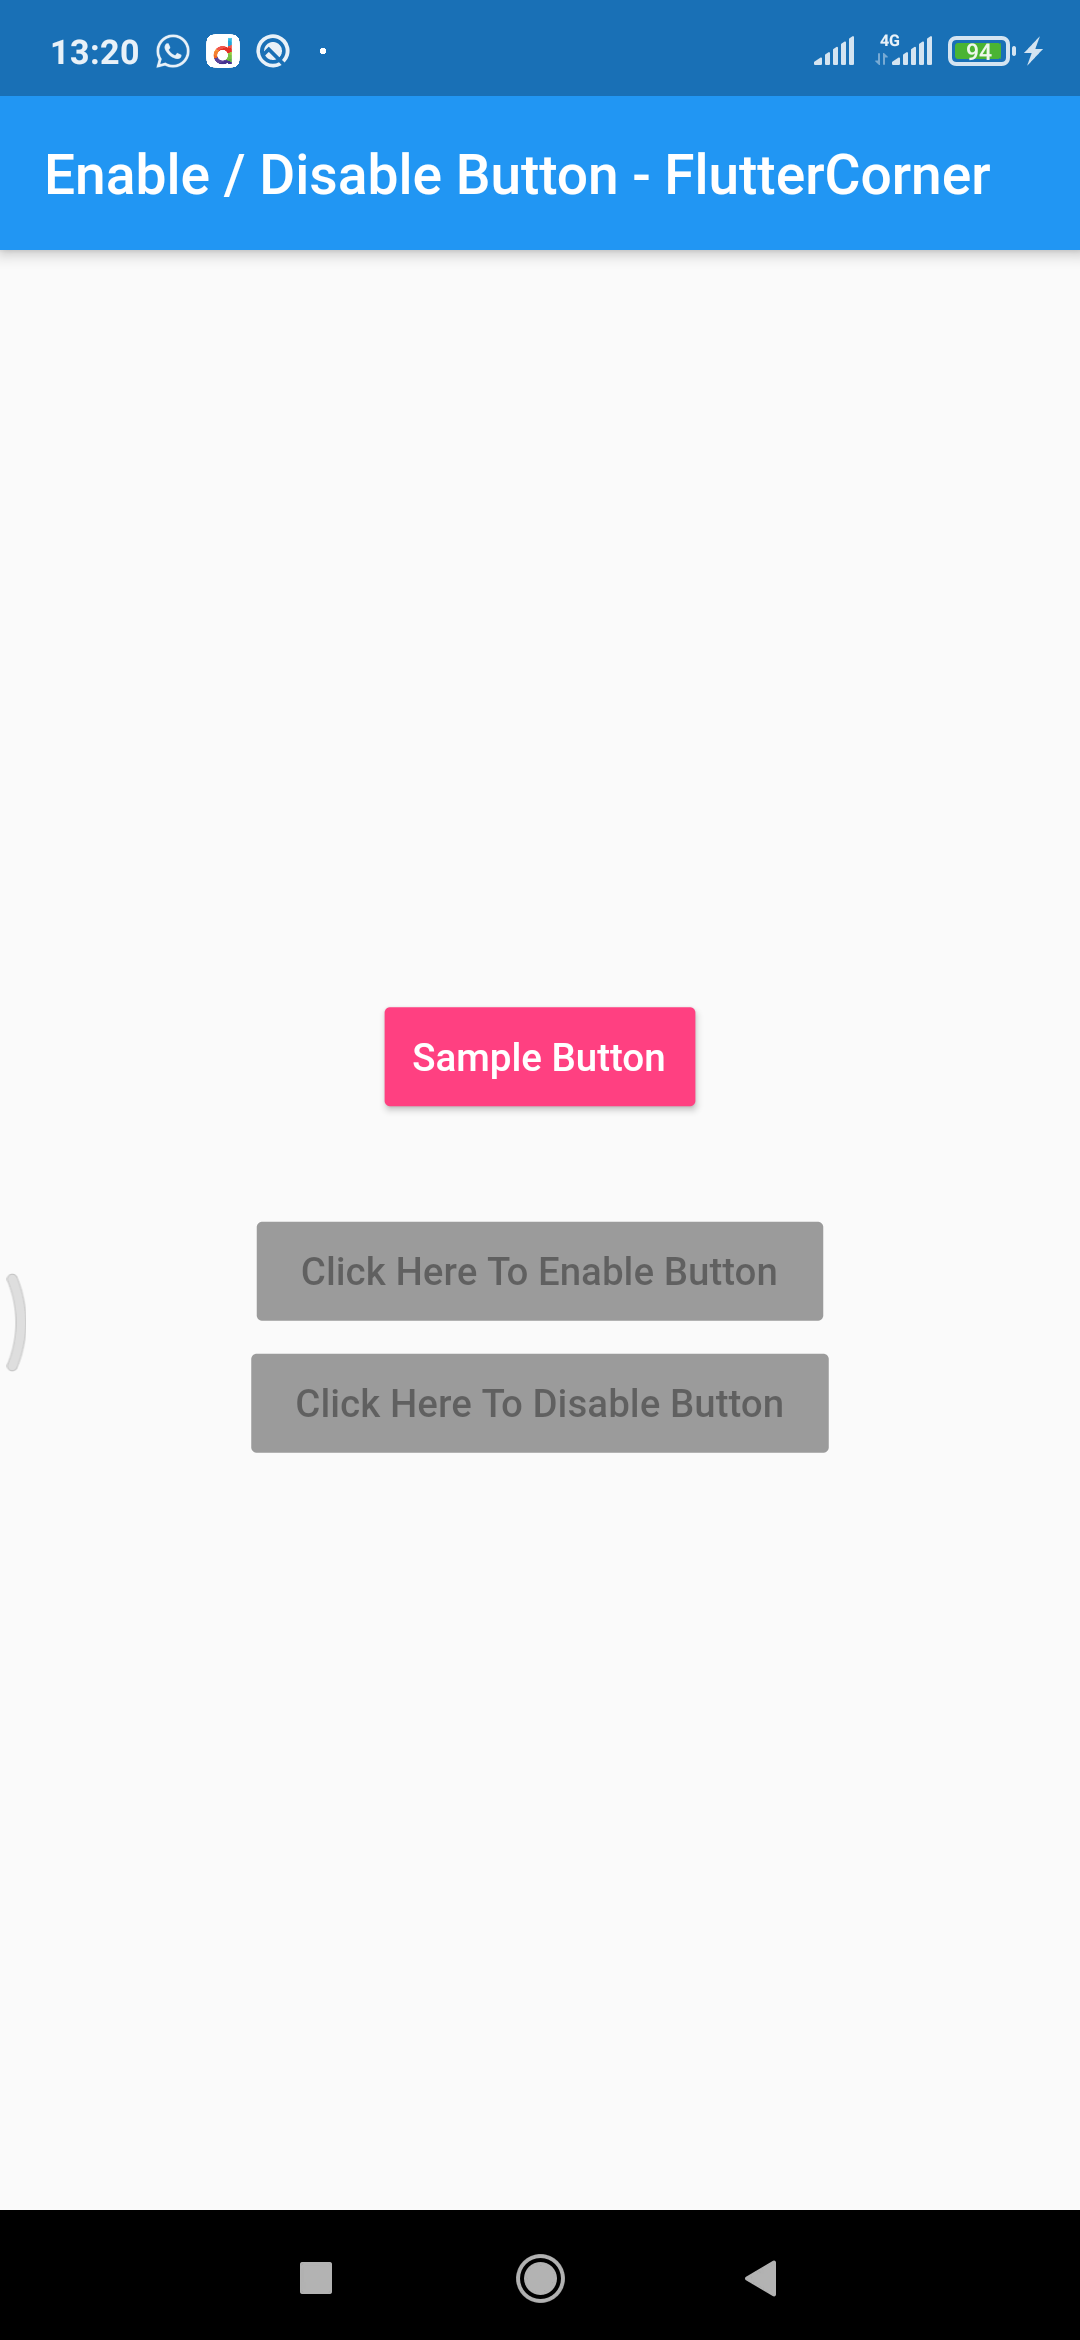 13:20
4G
94
Enable / Disable Button - FlutterCorner
Sample Button
Click Here To Enable Button
Click Here To Disable Button